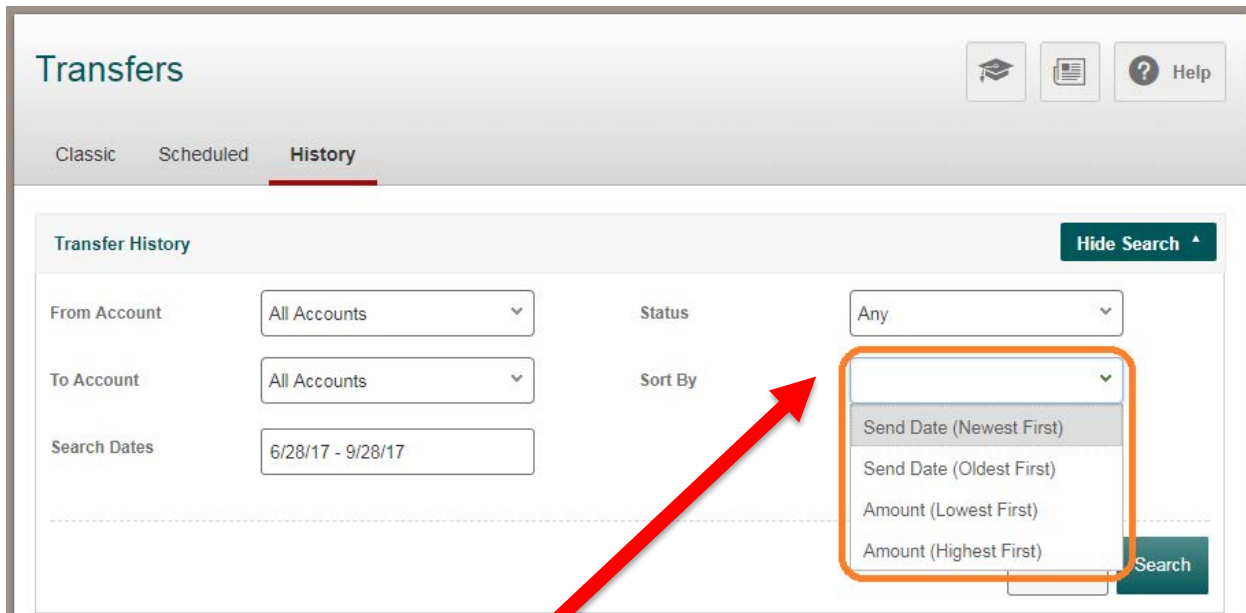 Transfers
Help
Classic Scheduled History
Transfer History
Hide Search
From Account All Accounts Status Any
To Account All Accounts Sort By
Send Date (Newest First)
Search Dates 6/28/17 - 9/28/17
Send Date (Oldest First)
Amount (Lowest First)
Amount (Highest First)
Search